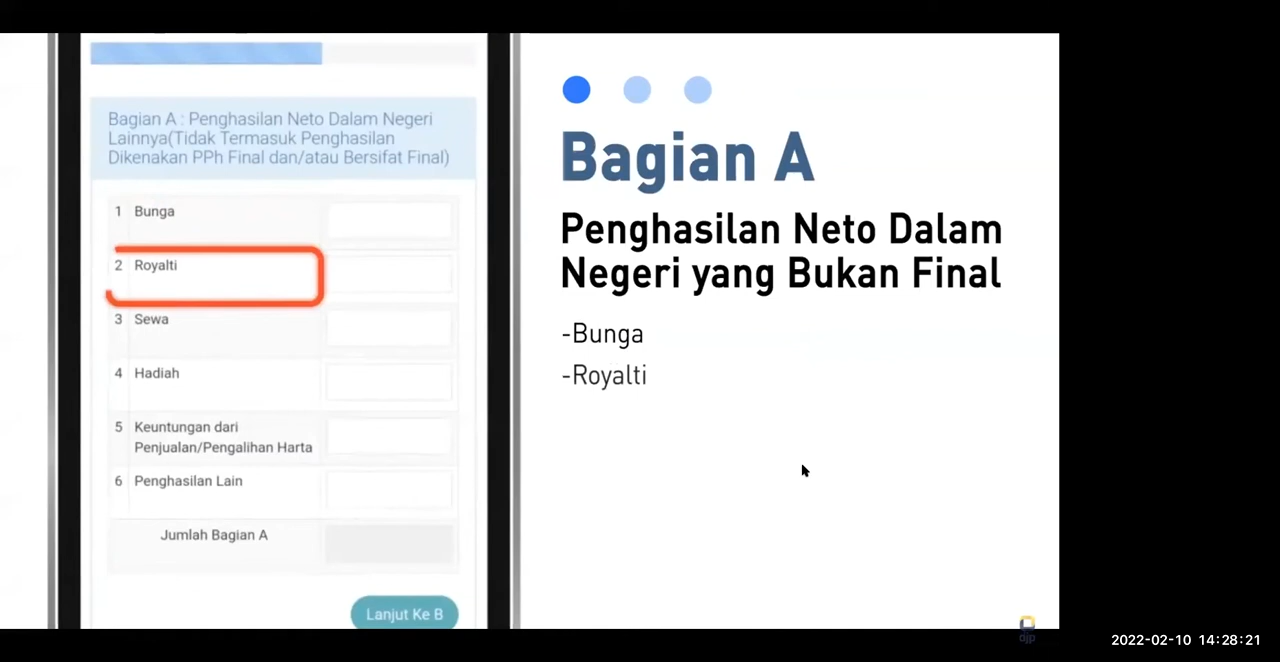 Bagian A : Penghasilan Neto Dalam Negeri
Lainnya(Tidak Termasuk Penghasilan
Dikenakan PPh Final dan/atau Bersifat Final)
1 Bunga
2 Royalti
3 Sewa
4 Hadiah
5 Keuntungan dari
Penjualan/Pengalihan Harta
6 Penghasilan Lain
Jumlah Bagian A
Lanjut Ke B
Bagian A
Penghasilan Neto Dalam
Negeri yang Bukan Final
-Bunga
-Royalti
djp
2022-02-10 14:28:21